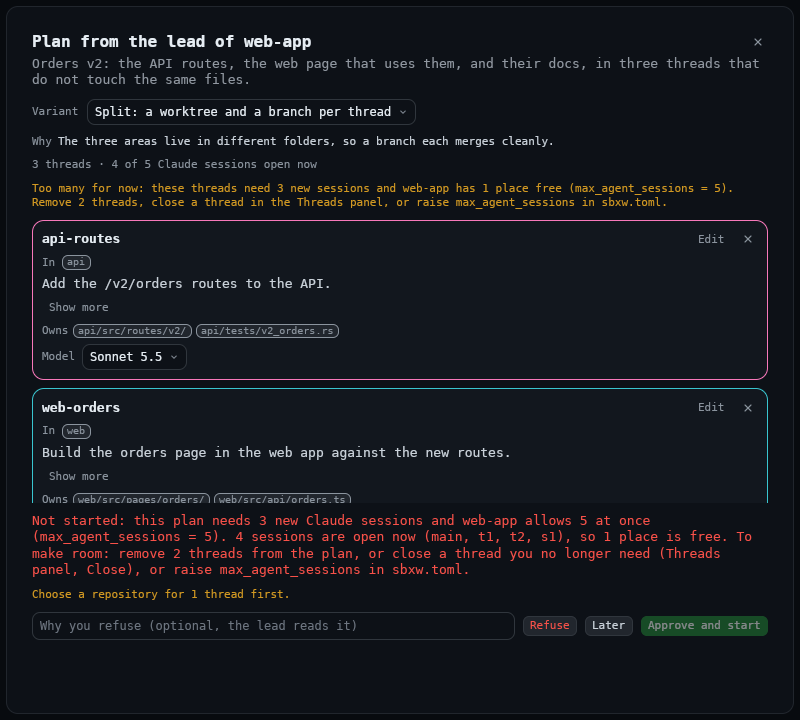 Plan from the lead of web-app
×
Orders v2: the API routes, the web page that uses them, and their docs, in three threads that
do not touch the same files.
Variant Split: a worktree and a branch per thread
Why The three areas live in different folders, so a branch each merges cleanly.
3 threads · 4 of 5 Claude sessions open now
Too many for now: these threads need 3 new sessions and web-app has 1 place free (max_agent_sessions = 5).
Remove 2 threads, close a thread in the Threads panel, or raise max_agent_sessions in sbxw.toml.
api-routes Edit ×
In api
Add the /v2/orders routes to the API.
Show more
Owns api/src/routes/v2/ api/tests/v2_orders.rs
Model Sonnet 5.5
web-orders Edit ×
In web
Build the orders page in the web app against the new routes.
Show more
Owns web/src/pages/orders/ web/src/api/orders.ts
Not started: this plan needs 3 new Claude sessions and web-app allows 5 at once
(max_agent_sessions = 5). 4 sessions are open now (main, t1, t2, s1), so 1 place is free. To
make room: remove 2 threads from the plan, or close a thread you no longer need (Threads
panel, Close), or raise max_agent_sessions in sbxw.toml.
Choose a repository for 1 thread first.
Why you refuse (optional, the lead reads it) Refuse Later Approve and start